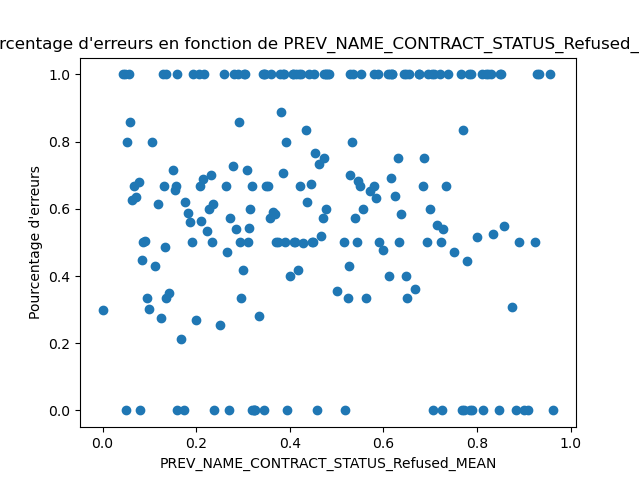 rcentage d'erreurs en fonction de PREV_NAME_CONTRACT_STATUS_Refused_
1.0
0.8
0.6
0.4
0.2
0.0
Pourcentage d'erreurs
0.0 0.2 0.4 0.6 0.8 1.0
PREV_NAME_CONTRACT_STATUS_Refused_MEAN